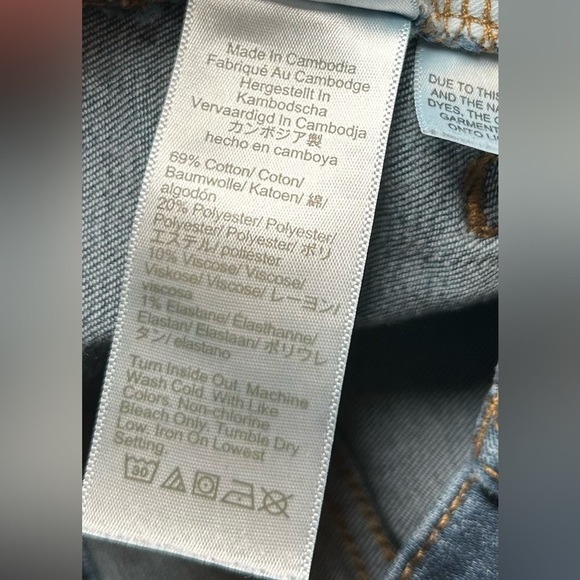 Made In Cambodia
Fabriqué Au Cambodge
Hergestellt In
Kambodscha
Vervaardigd In Cambodja
カンボジア製
hecho en camboya
69% Cotton/ Coton/
Baumwolle/ Katoen/ 綿/
algodón
20% Polyester/ Polyester/
Polyester/ Polyester/ ポリ
エステル/ poliéster
10% Viscose/ Viscose/
Viskose/ Viscose/ レーヨン/
viscosa
1% Elastane/ Élasthanne/
Elastan/ Elastaan/ ポリウレ
タン/ elastano
Turn Inside Out. Machine
Wash Cold. With Like
Colors. Non-chlorine
Bleach Only. Tumble Dry
Low. Iron On Lowest
Setting.
30
DUE TO THIS
AND THE NA
DYES, THE
GARMENT
ONTO